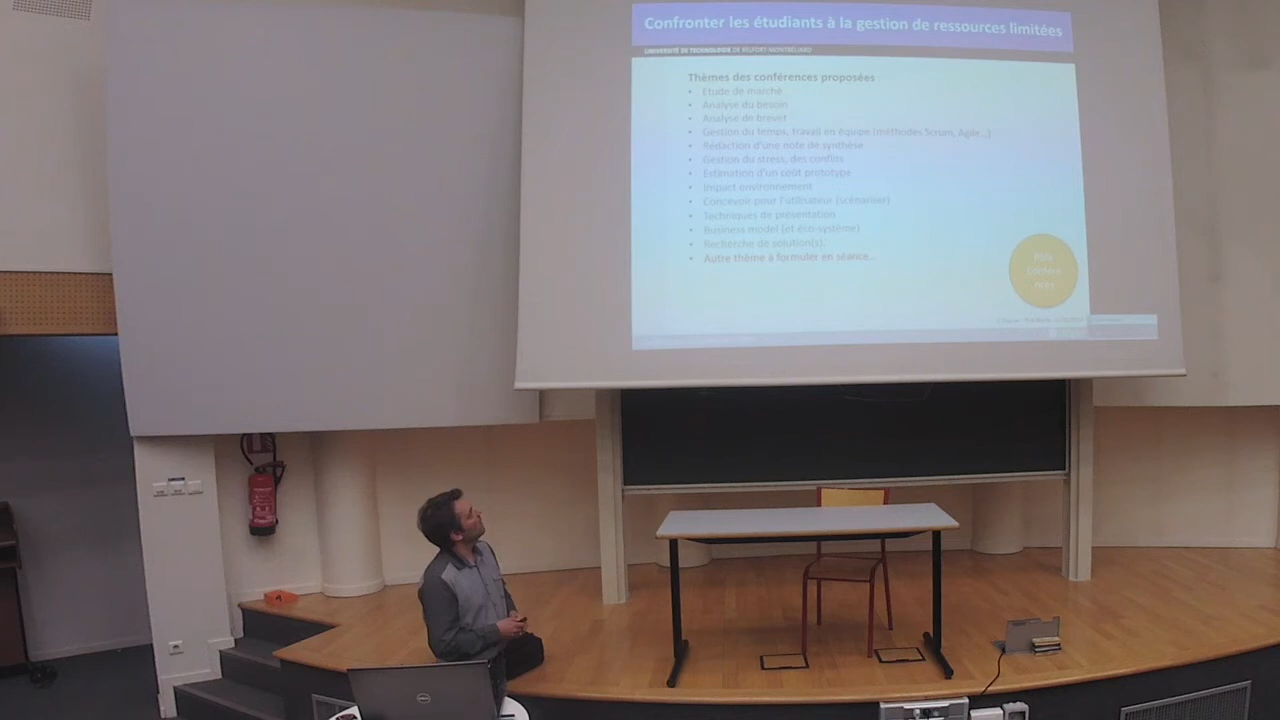 Confronter les étudiants à la gestion de ressources limitées
UNIVERSITÉ DE TECHNOLOGIE DE BELFORT-MONTBÉLIARD
Thèmes des conférences proposées :
• Etude de marché
• Analyse du besoin
• Analyse de brevet
• Gestion du temps, travail en équipe (méthodes Scrum, Agile…)
• Rédaction d'une note de synthèse
• Gestion du stress, des conflits
• Estimation d'un coût prototype
• Impact environnement
• Concevoir pour l'utilisateur (scénariser)
• Techniques de présentation
• Business model (et éco-système)
• Recherche de solution(s).
• Autre thème à formuler en séance…
DELL